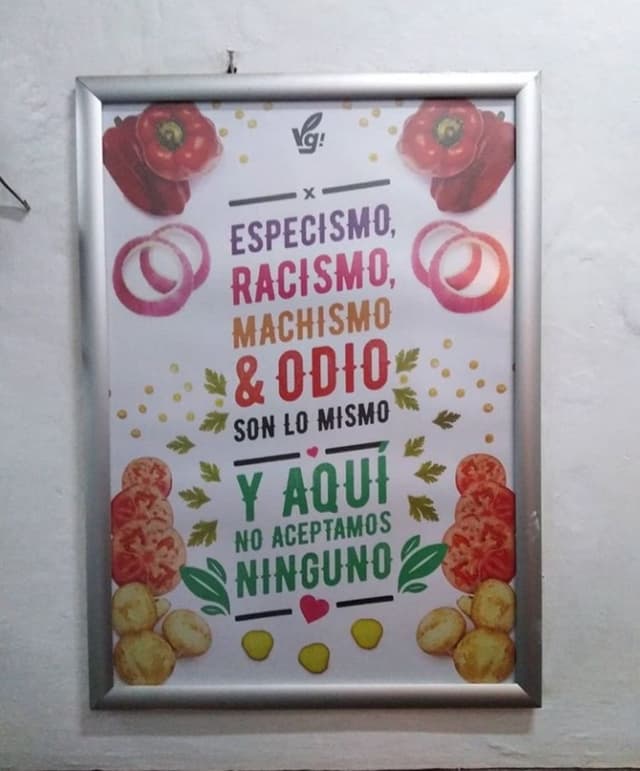 Vg!
x
ESPECISMO,
RACISMO,
MACHISMO
& ODIO
SON LO MISMO
Y AQUÍ
NO ACEPTAMOS
NINGUNO